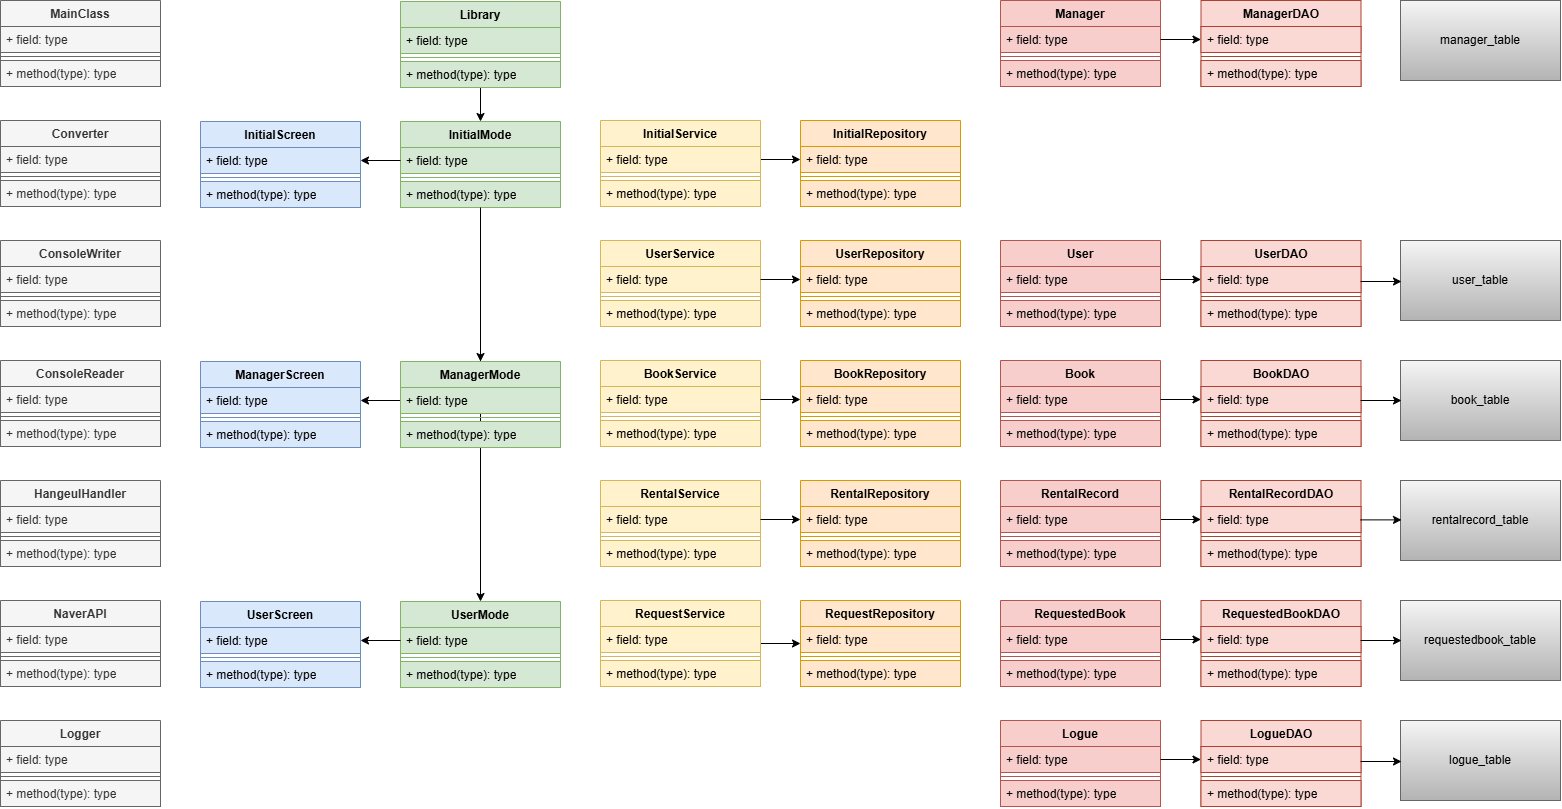 MainClass
+ field: type
+ method(type): type
Library
+ field: type
+ method(type): type
Manager
+ field: type
+ method(type): type
ManagerDAO
+ field: type
+ method(type): type
manager_table
Converter
+ field: type
+ method(type): type
InitialScreen
+ field: type
+ method(type): type
InitialMode
+ field: type
+ method(type): type
InitialService
+ field: type
+ method(type): type
InitialRepository
+ field: type
+ method(type): type
ConsoleWriter
+ field: type
+ method(type): type
UserService
+ field: type
+ method(type): type
UserRepository
+ field: type
+ method(type): type
User
+ field: type
+ method(type): type
UserDAO
+ field: type
+ method(type): type
user_table
ConsoleReader
+ field: type
+ method(type): type
ManagerScreen
+ field: type
+ method(type): type
ManagerMode
+ field: type
+ method(type): type
BookService
+ field: type
+ method(type): type
BookRepository
+ field: type
+ method(type): type
Book
+ field: type
+ method(type): type
BookDAO
+ field: type
+ method(type): type
book_table
HangeulHandler
+ field: type
+ method(type): type
RentalService
+ field: type
+ method(type): type
RentalRepository
+ field: type
+ method(type): type
RentalRecord
+ field: type
+ method(type): type
RentalRecordDAO
+ field: type
+ method(type): type
rentalrecord_table
NaverAPI
+ field: type
+ method(type): type
UserScreen
+ field: type
+ method(type): type
UserMode
+ field: type
+ method(type): type
RequestService
+ field: type
+ method(type): type
RequestRepository
+ field: type
+ method(type): type
RequestedBook
+ field: type
+ method(type): type
RequestedBookDAO
+ field: type
+ method(type): type
requestedbook_table
Logger
+ field: type
+ method(type): type
Logue
+ field: type
+ method(type): type
LogueDAO
+ field: type
+ method(type): type
logue_table